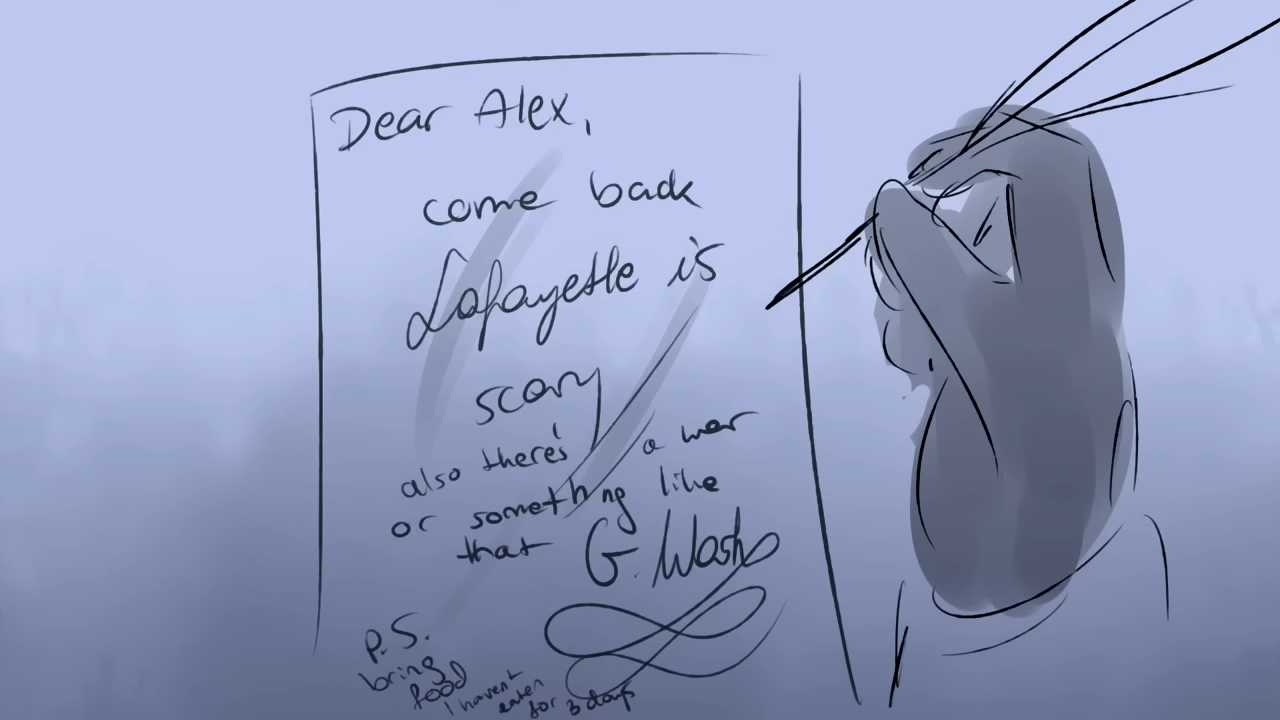 Dear Alex,
come back
Lafayette is
scary
also there's a war
or something like
that G. Wash
P.S.
bring
food
I haven't
eaten
for 3 days